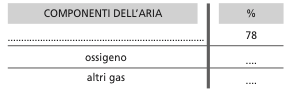 COMPONENTI DELL'ARIA %
........................................................................ 78
ossigeno ....
altri gas ....